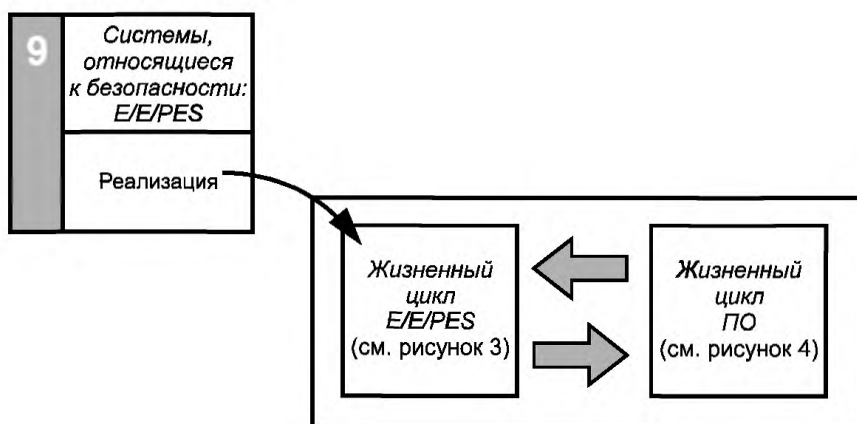 9
Системы,
относящиеся
к безопасности:
E/E/PES
Реализация
Жизненный
цикл
E/E/PES
(см. рисунок 3)
Жизненный
цикл
ПО
(см. рисунок 4)